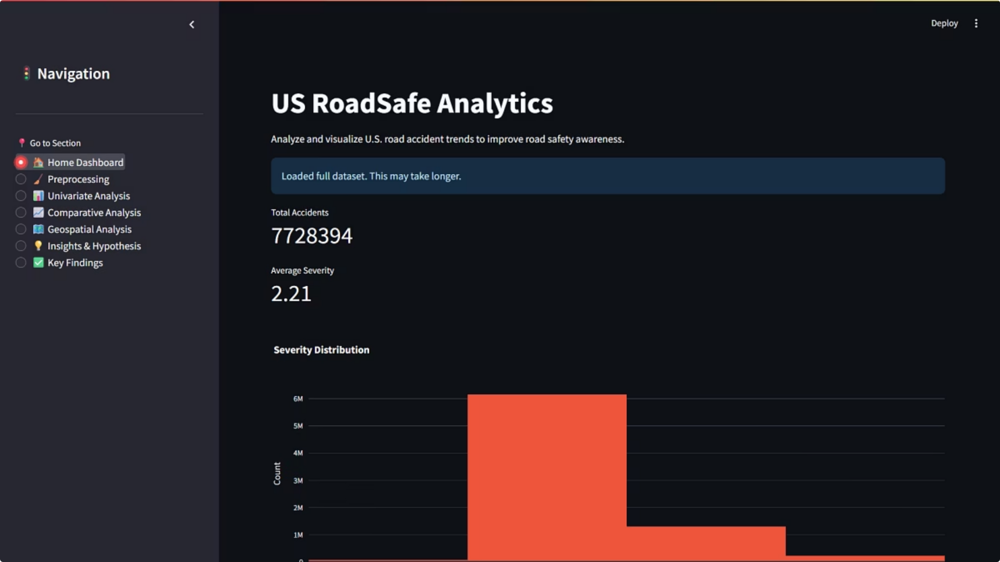 Deploy
🚦 Navigation
📍 Go to Section
🏠 Home Dashboard
🧹 Preprocessing
📊 Univariate Analysis
📈 Comparative Analysis
🗺️ Geospatial Analysis
💡 Insights & Hypothesis
✅ Key Findings
US RoadSafe Analytics
Analyze and visualize U.S. road accident trends to improve road safety awareness.
Loaded full dataset. This may take longer.
Total Accidents
7728394
Average Severity
2.21
Severity Distribution
Count
6M
5M
4M
3M
2M
1M
0